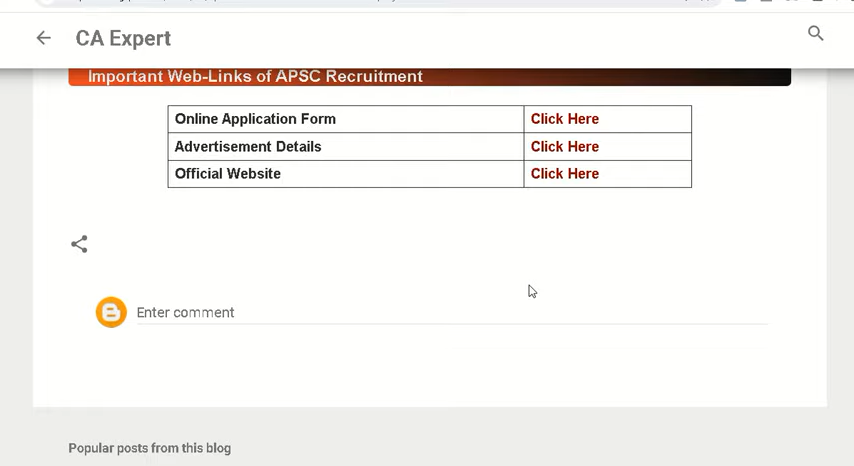 CA Expert
Important Web-Links of APSC Recruitment
Online Application Form Click Here
Advertisement Details Click Here
Official Website Click Here
Enter comment
Popular posts from this blog